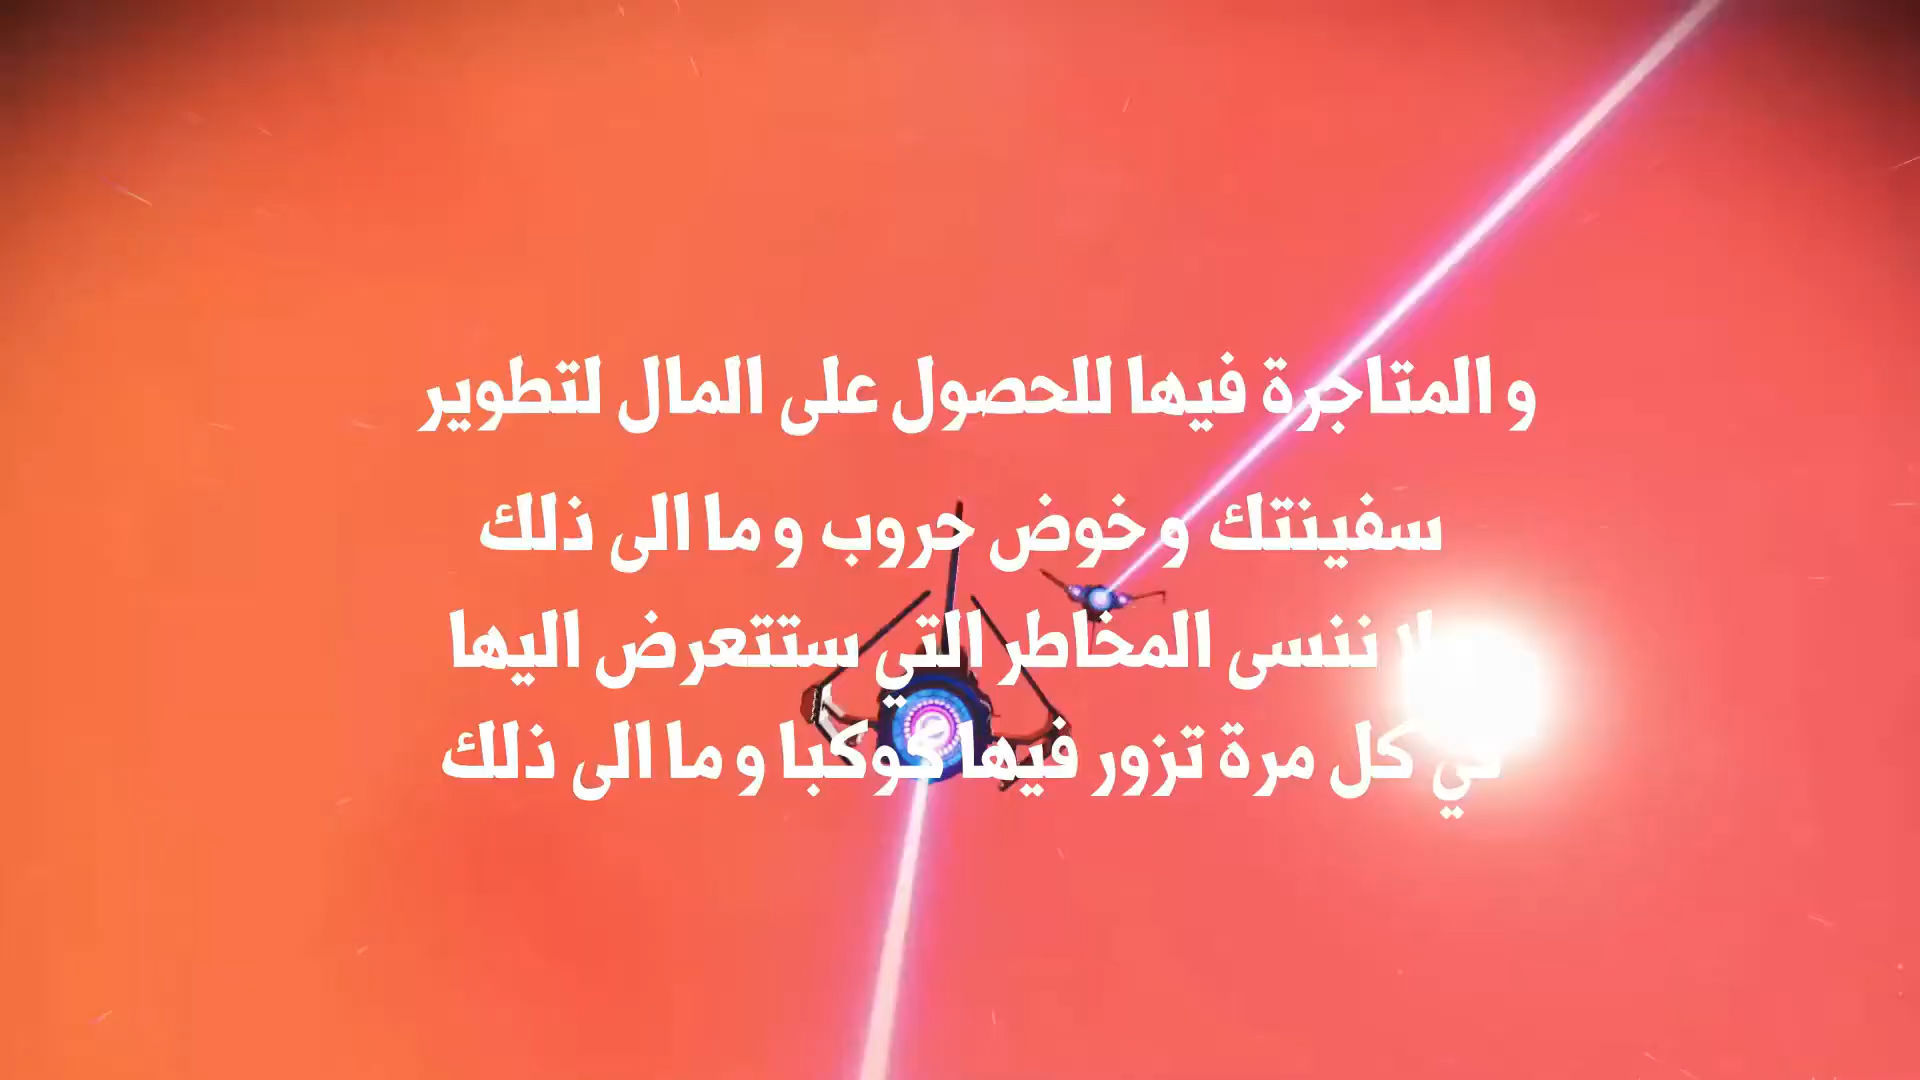 و المتاجرة فيها للحصول على المال لتطوير
سفينتك و خوض حروب و ما الى ذلك
لا ننسى المخاطر التي ستتعرض اليها
في كل مرة تزور فيها كوكبا و ما الى ذلك